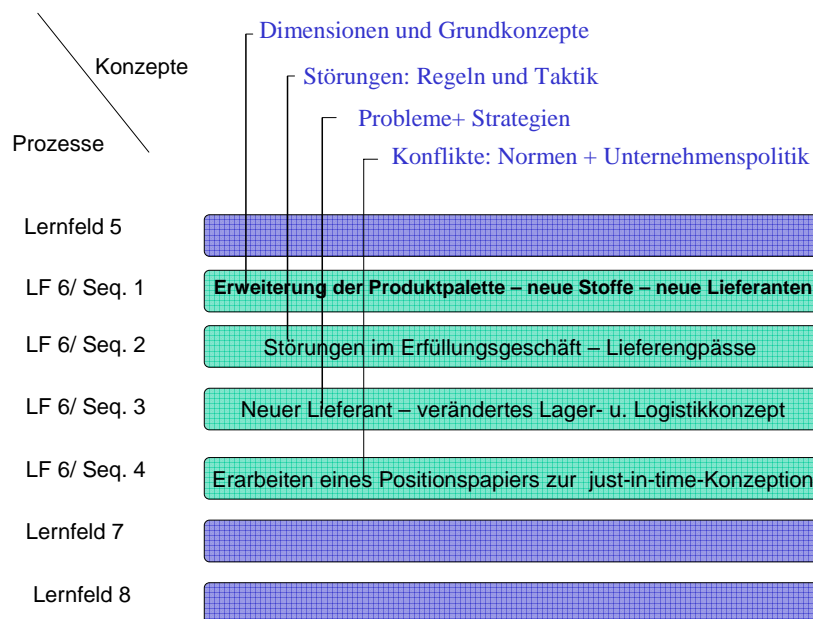 Dimensionen und Grundkonzepte
Konzepte
Störungen: Regeln und Taktik
Probleme+ Strategien
Prozesse
Konflikte: Normen + Unternehmenspolitik
Lernfeld 5
LF 6/ Seq. 1
Erweiterung der Produktpalette – neue Stoffe – neue Lieferanten
LF 6/ Seq. 2
Störungen im Erfüllungsgeschäft – Lieferengpässe
LF 6/ Seq. 3
Neuer Lieferant – verändertes Lager- u. Logistikkonzept
LF 6/ Seq. 4
Erarbeiten eines Positionspapiers zur just-in-time-Konzeption
Lernfeld 7
Lernfeld 8